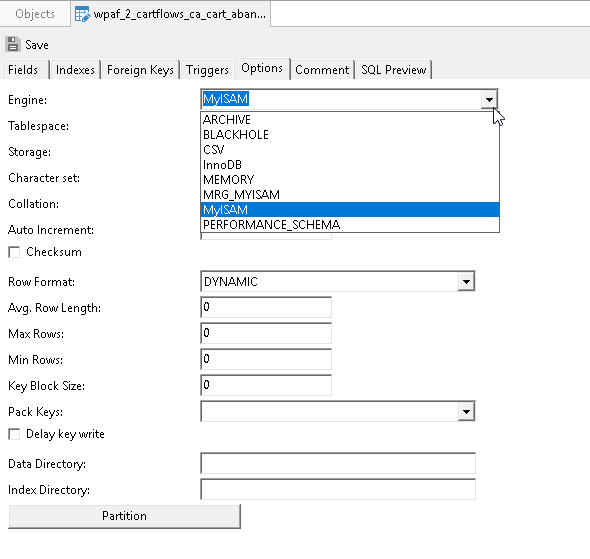 Objects
wpaf_2_cartflows_ca_cart_aban...
Save
Fields Indexes Foreign Keys Triggers Options Comment SQL Preview
Engine: MyISAM
ARCHIVE
Tablespace:
BLACKHOLE
CSV
Storage:
InnoDB
Character set:
MEMORY
MRG_MYISAM
Collation:
MyISAM
Auto Increment:
PERFORMANCE_SCHEMA
Checksum
Row Format: DYNAMIC
Avg. Row Length: 0
Max Rows: 0
Min Rows: 0
Key Block Size: 0
Pack Keys:
Delay key write
Data Directory:
Index Directory:
Partition